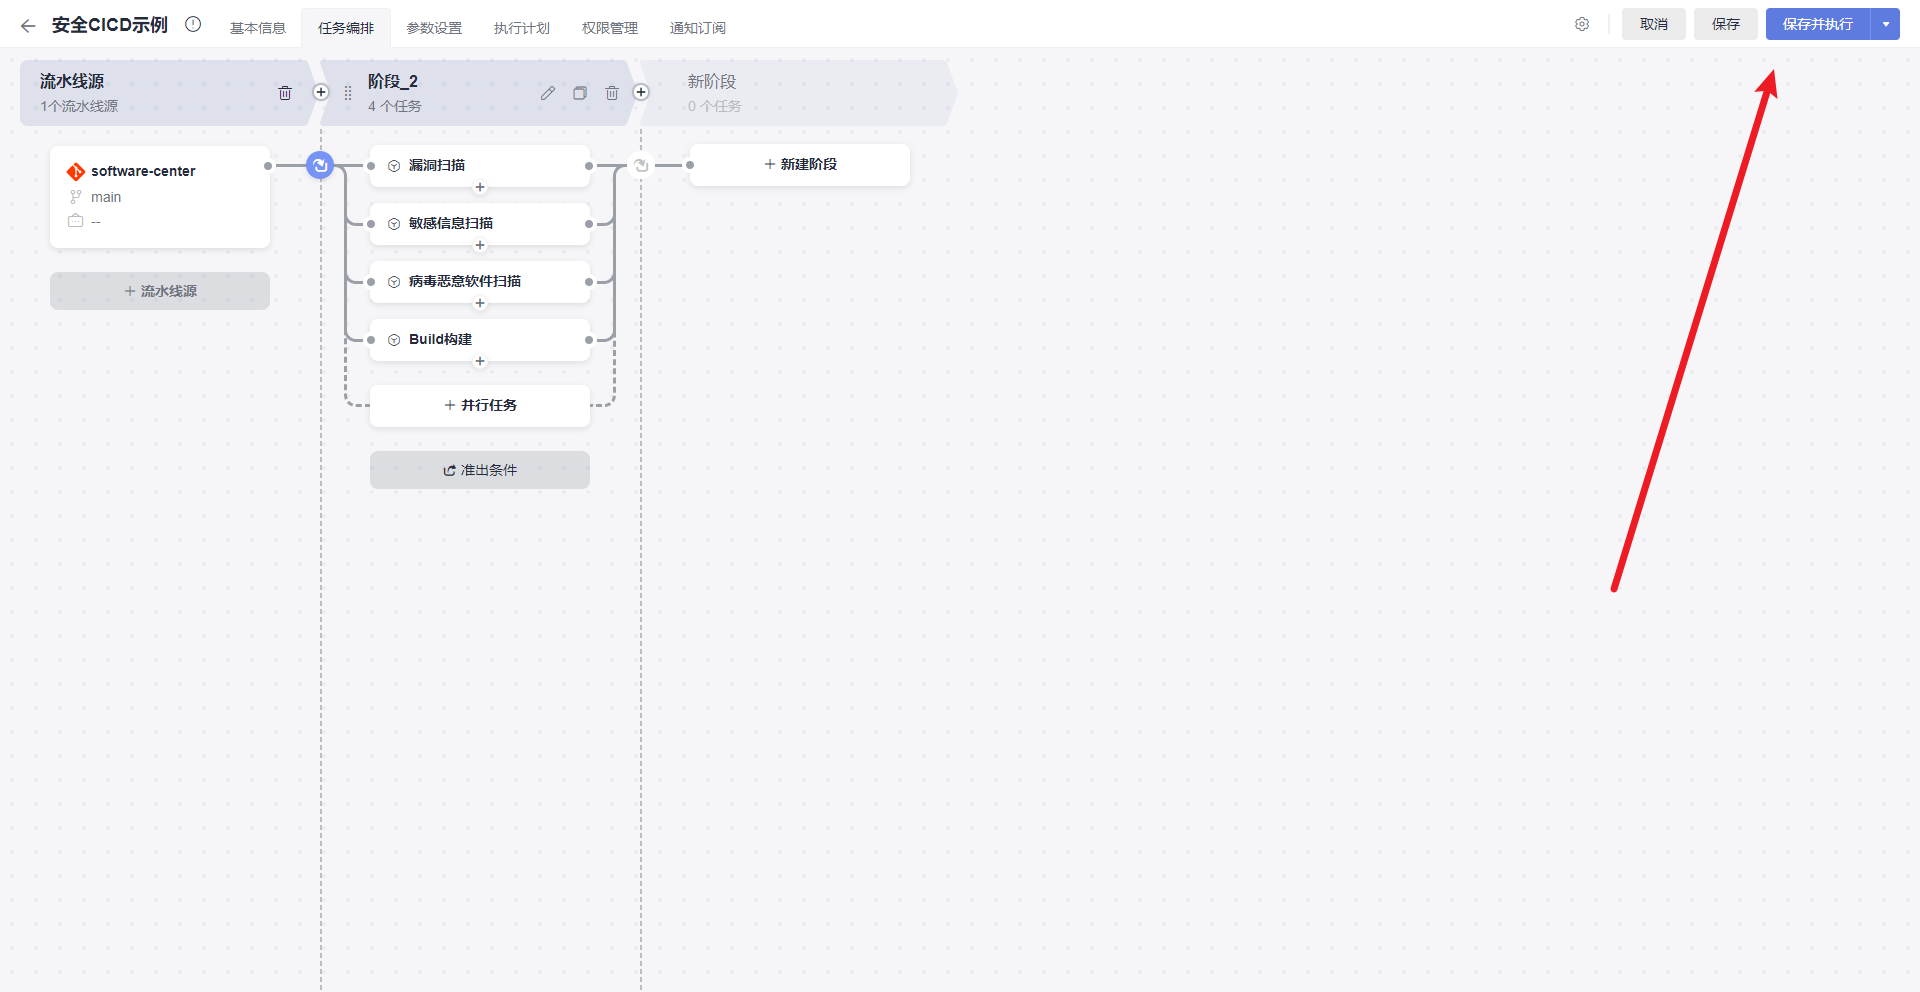 安全CICD示例
基本信息
任务编排
参数设置
执行计划
权限管理
通知订阅
取消
保存
保存并执行
流水线源
1个流水线源
阶段_2
4 个任务
新阶段
0 个任务
software-center
main
--
流水线源
漏洞扫描
敏感信息扫描
病毒恶意软件扫描
Build构建
并行任务
准出条件
新建阶段